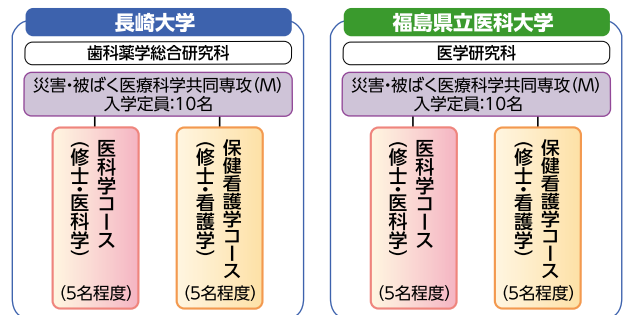 長崎大学
歯科薬学総合研究科
災害・被ばく医療科学共同専攻（M）
入学定員：10名
医科学コース
（修士・医科学）
（5名程度）
保健看護学コース
（修士・看護学）
（5名程度）
福島県立医科大学
医学研究科
災害・被ばく医療科学共同専攻（M）
入学定員：10名
医科学コース
（修士・医科学）
（5名程度）
保健看護学コース
（修士・看護学）
（5名程度）